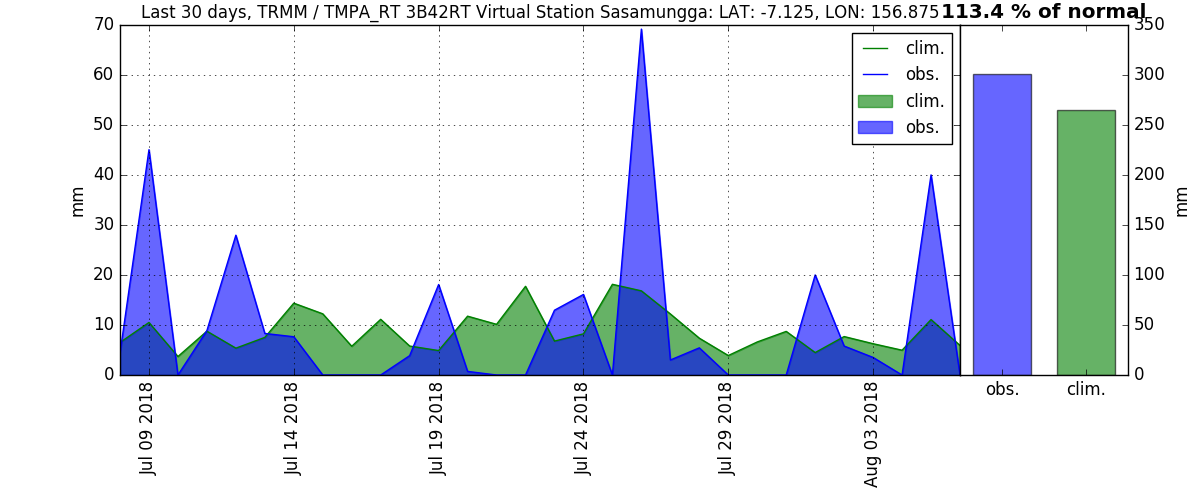 Last 30 days, TRMM / TMPA_RT 3B42RT Virtual Station Sasamungga: LAT: -7.125, LON: 156.875
113.4 % of normal
70
60
50
40
30
20
10
0
mm
clim.
obs.
clim.
obs.
350
300
250
200
150
100
50
0
mm
Jul 09 2018
Jul 14 2018
Jul 19 2018
Jul 24 2018
Jul 29 2018
Aug 03 2018
obs.
clim.